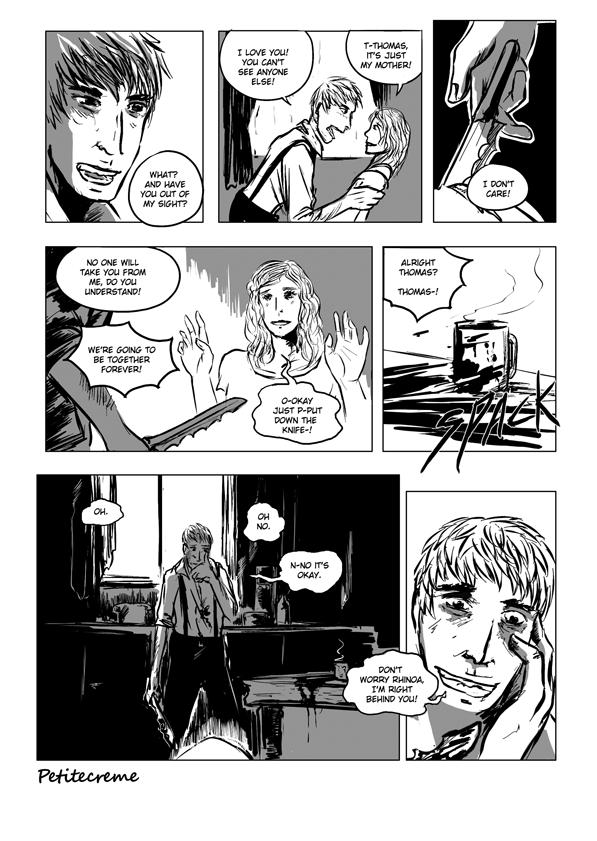 WHAT?
AND HAVE
YOU OUT OF
MY SIGHT?
I LOVE YOU!
YOU CAN'T
SEE ANYONE
ELSE!
T-THOMAS,
IT'S JUST
MY MOTHER!
I DON'T
CARE!
NO ONE WILL
TAKE YOU FROM
ME, DO YOU
UNDERSTAND!
WE'RE GOING
TO BE TOGETHER
FOREVER!
O-OKAY
JUST P-PUT
DOWN THE
KNIFE-!
ALRIGHT
THOMAS?
THOMAS-!
SPACK
OH.
OH
NO.
N-NO IT'S
OKAY.
DON'T
WORRY RHINOA,
I'M RIGHT
BEHIND YOU!
Petitecreme